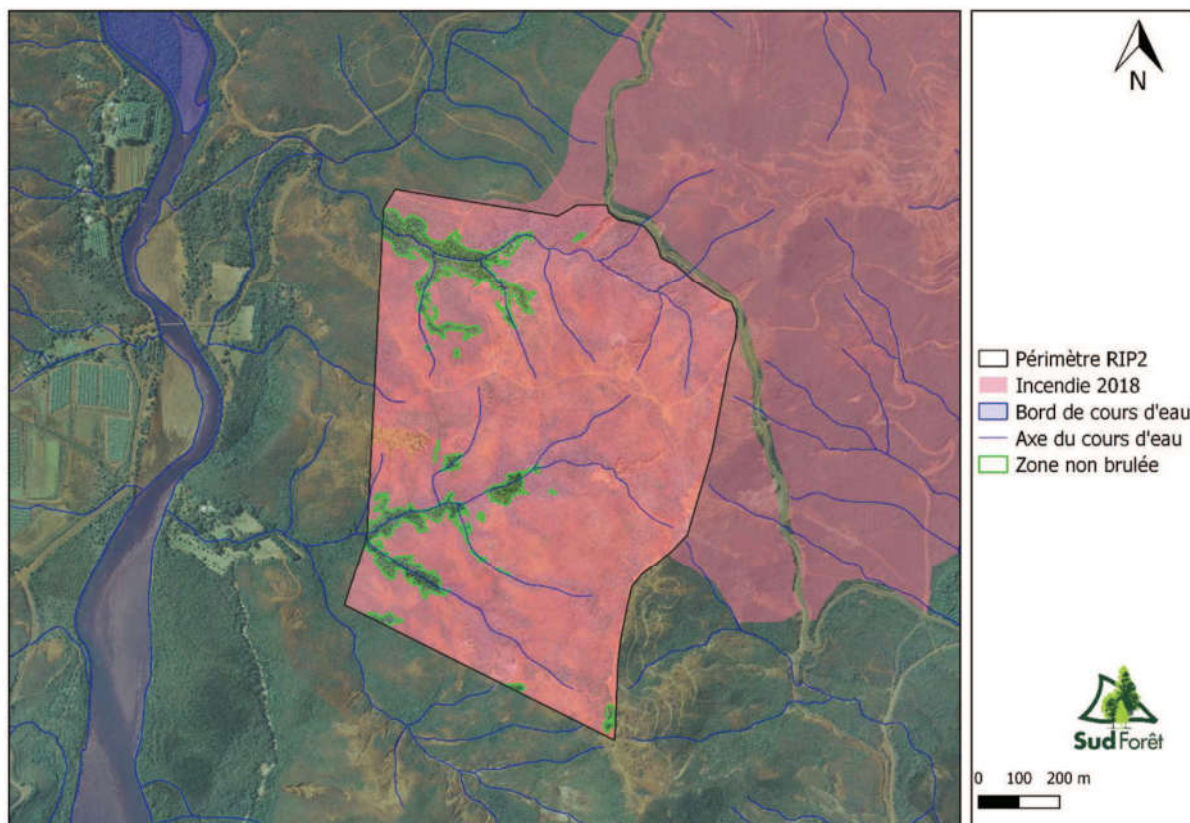 N
Périmètre RIP2
Incendie 2018
Bord de cours d'eau
Axe du cours d'eau
Zone non brulée
Sud Forêt
0 100 200 m